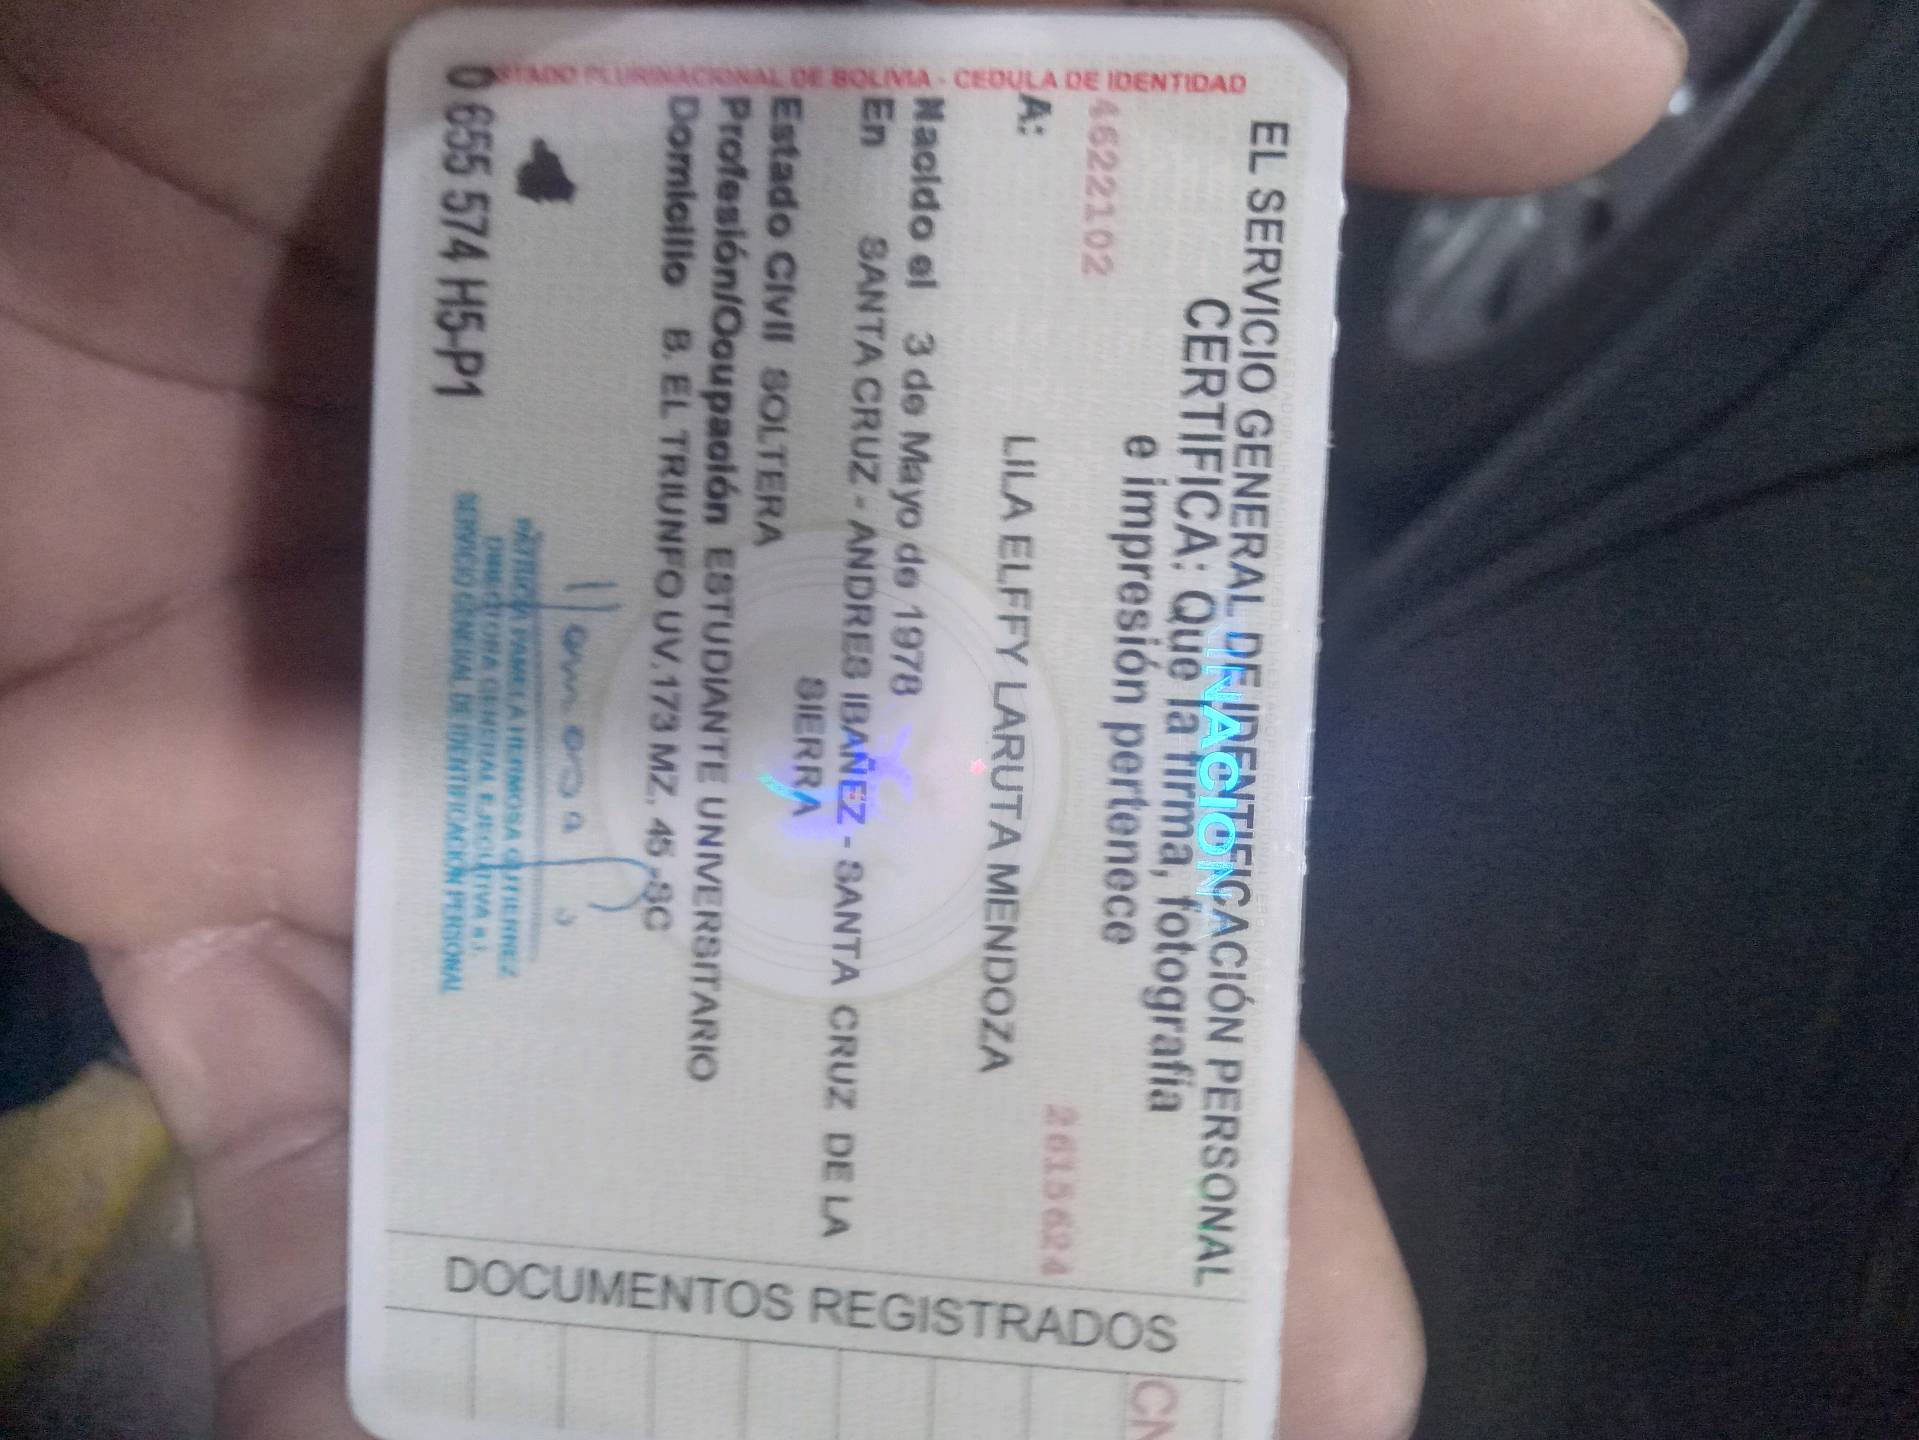 ESTADO PLURINACIONAL DE BOLIVIA - CEDULA DE IDENTIDAD
EL SERVICIO GENERAL DE IDENTIFICACIÓN PERSONAL
CERTIFICA: Que la firma, fotografía
e impresión pertenece
4622102
2615624
A: LILA ELFFY LARUTA MENDOZA
Nacido el 3 de Mayo de 1978
En SANTA CRUZ - ANDRES IBAÑEZ - SANTA CRUZ DE LA
SIERRA
Estado Civil SOLTERA
Profesión/Ocupación ESTUDIANTE UNIVERSITARIO
Domicilio B. EL TRIUNFO UV.173 MZ. 45 -SC
PATRICIA PAMELA HERMOSA GUTIERREZ
DIRECTORA GENERAL EJECUTIVA a.i.
SERVICIO GENERAL DE IDENTIFICACIÓN PERSONAL
0 655 574 H5-P1
DOCUMENTOS REGISTRADOS
CN